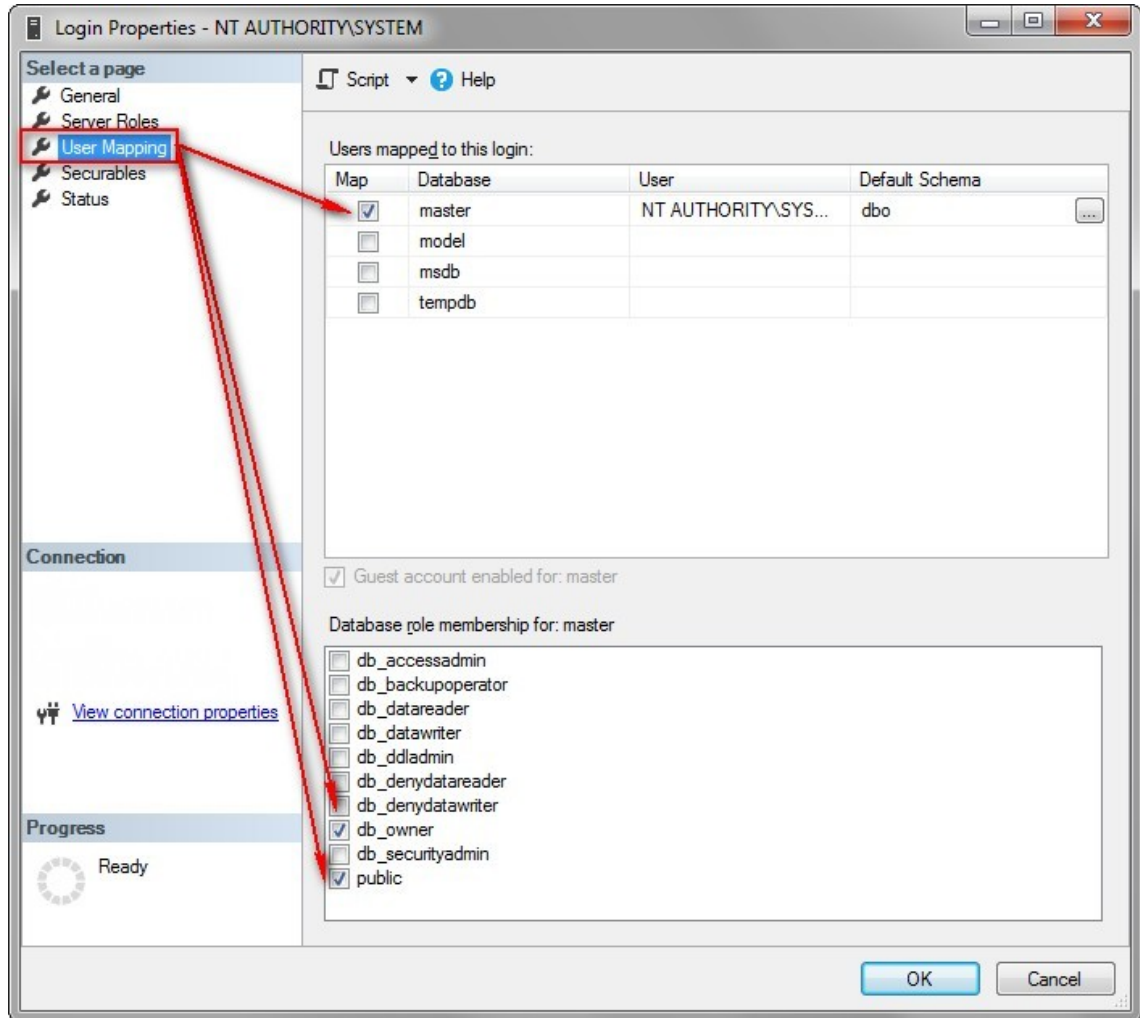 Login Properties - NT AUTHORITY\SYSTEM
Select a page
General
Server Roles
User Mapping
Securables
Status
Script Help
Users mapped to this login:
Map Database User Default Schema
master NT AUTHORITY\SYS... dbo ...
model
msdb
tempdb
Guest account enabled for: master
Database role membership for: master
db_accessadmin
db_backupoperator
db_datareader
db_datawriter
db_ddladmin
db_denydatareader
db_denydatawriter
db_owner
db_securityadmin
public
Connection
View connection properties
Progress
Ready
OK Cancel